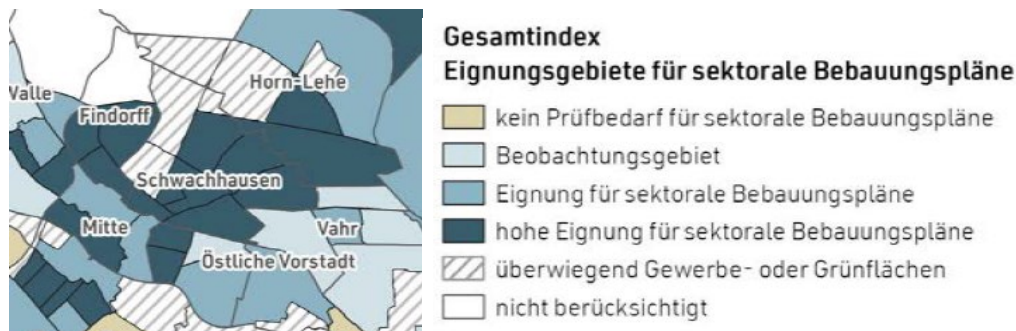 Horn-Lehe
Walle
Findorff
Schwachhausen
Mitte
Vahr
Östliche Vorstadt
Gesamtindex
Eignungsgebiete für sektorale Bebauungspläne
kein Prüfbedarf für sektorale Bebauungspläne
Beobachtungsgebiet
Eignung für sektorale Bebauungspläne
hohe Eignung für sektorale Bebauungspläne
überwiegend Gewerbe- oder Grünflächen
nicht berücksichtigt